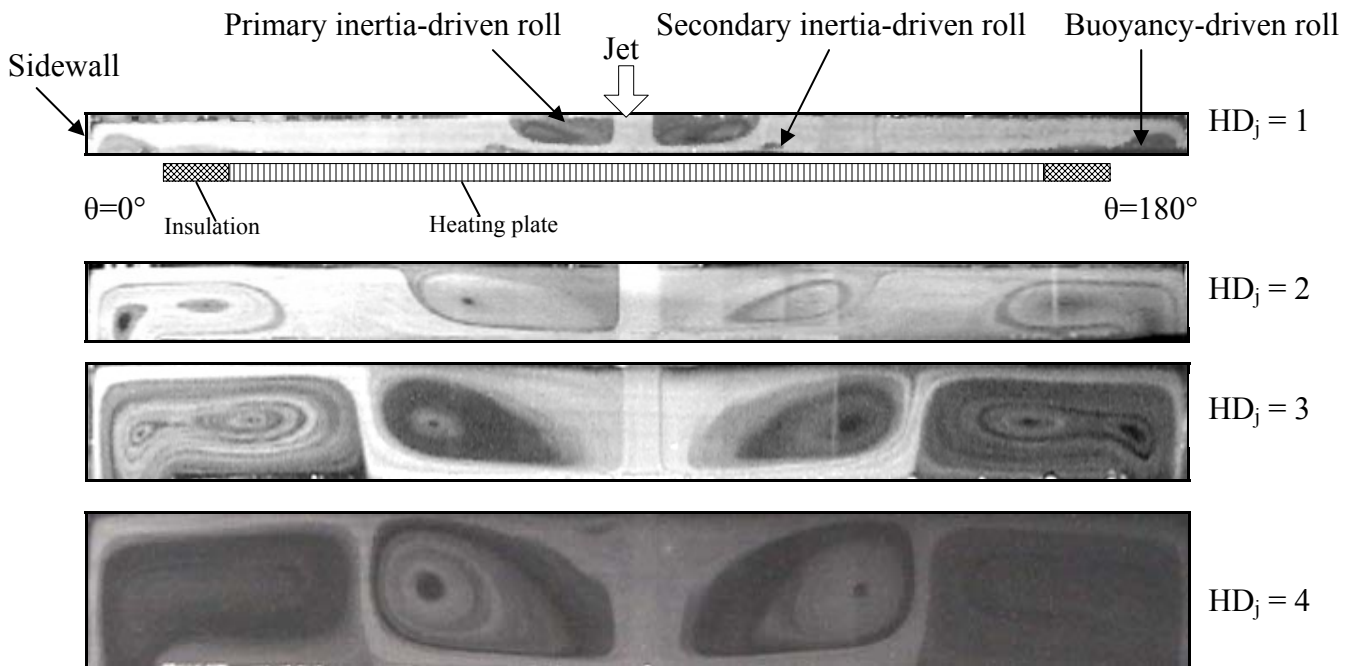 Primary inertia-driven roll
Jet
Secondary inertia-driven roll
Buoyancy-driven roll
Sidewall
HDj = 1
θ=0°
Insulation
Heating plate
θ=180°
HDj = 2
HDj = 3
HDj = 4